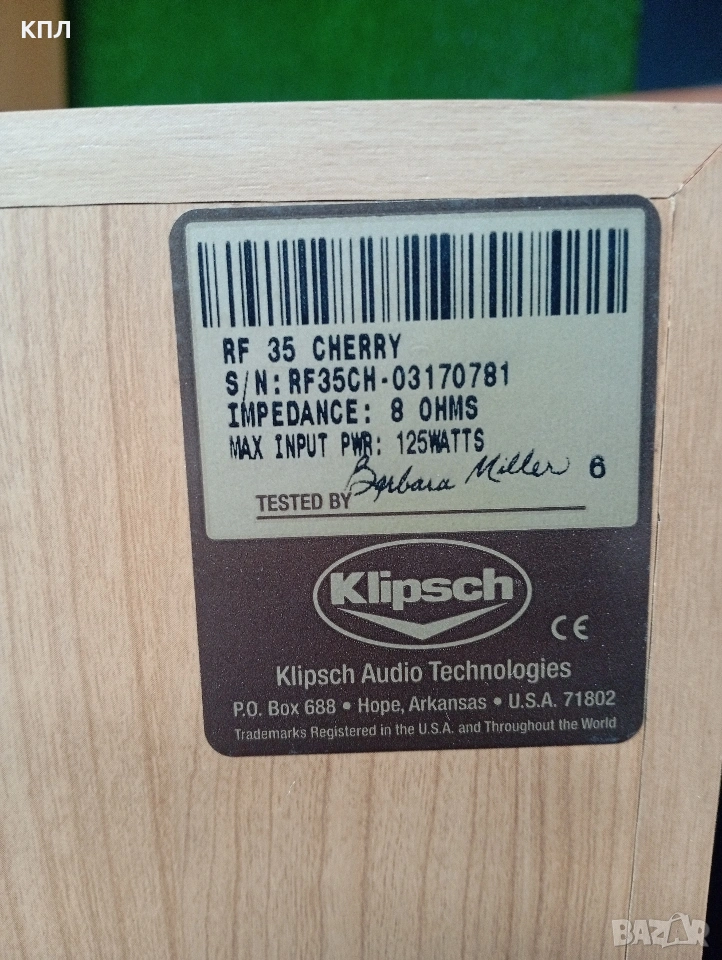 КПЛ
RF 35 CHERRY
S/N:RF35CH-03170781
IMPEDANCE: 8 OHMS
MAX INPUT PWR: 125WATTS
Barbara Miller 6
TESTED BY
Klipsch
CE
Klipsch Audio Technologies
P.O. Box 688 • Hope, Arkansas • U.S.A. 71802
Trademarks Registered in the U.S.A. and Throughout the World
BAZAR